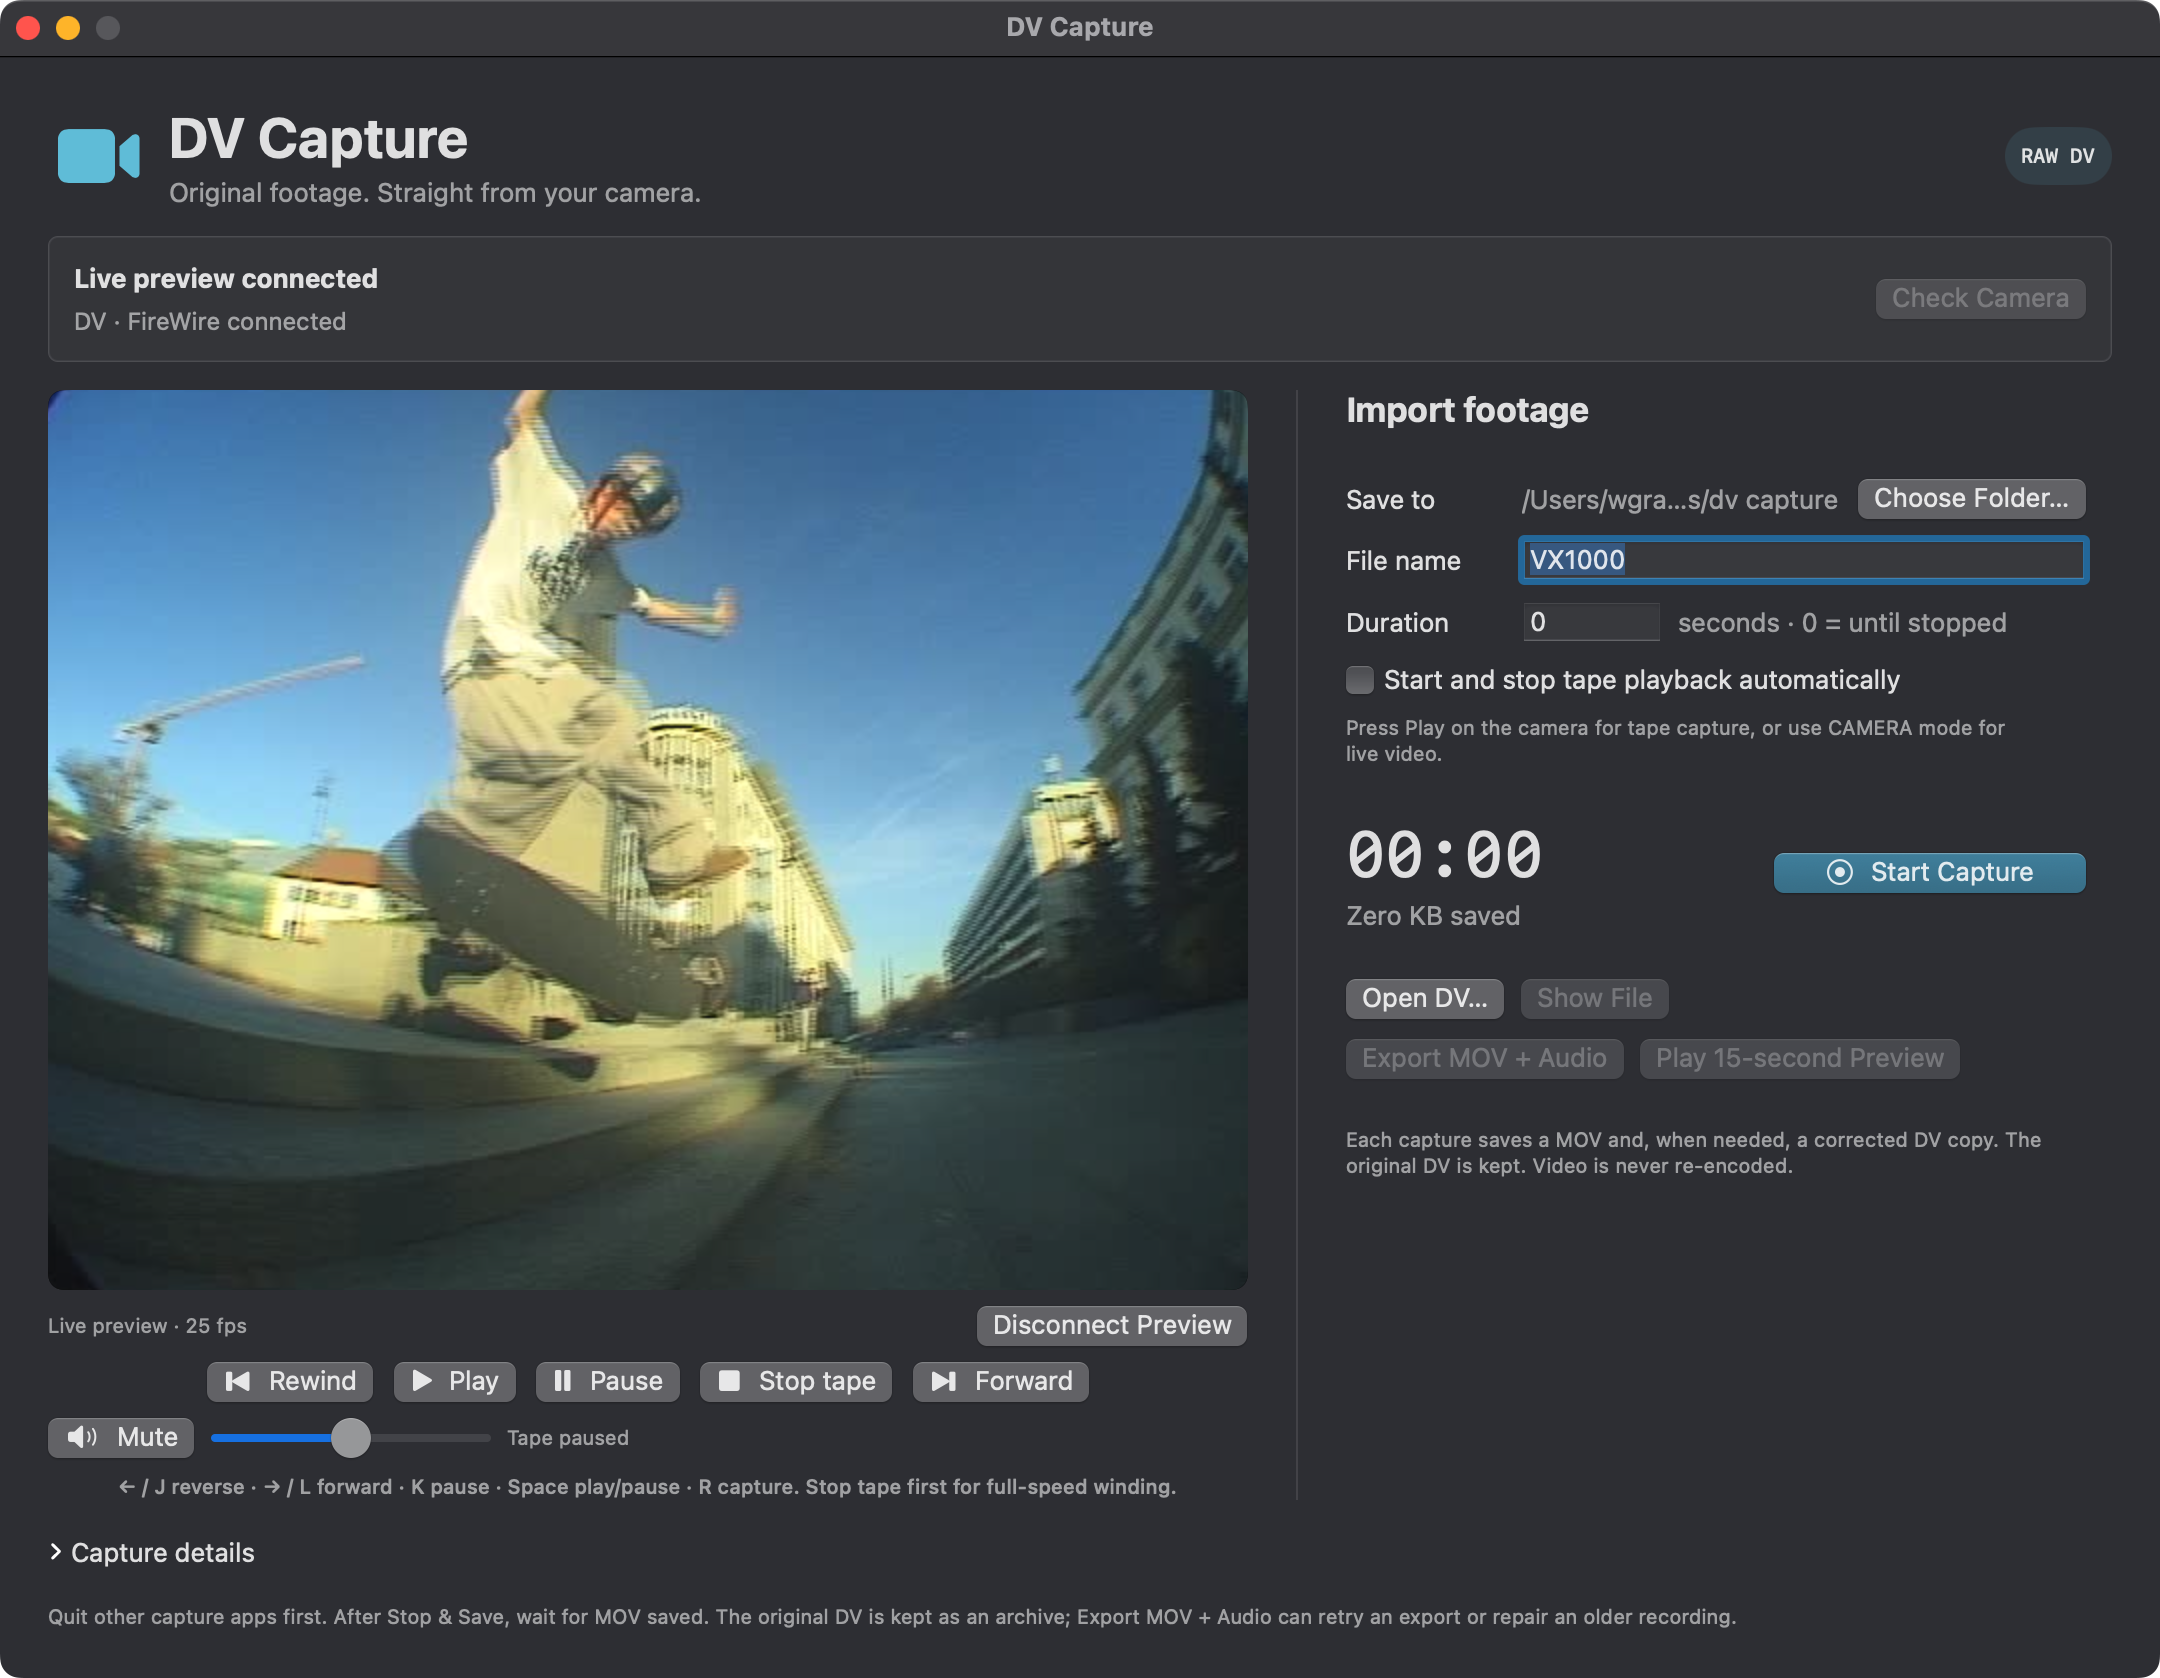 DV Capture
DV Capture
Original footage. Straight from your camera.
RAW DV
Live preview connected
DV · FireWire connected
Check Camera
Import footage
Save to /Users/wgra...s/dv capture Choose Folder...
File name VX1000
Duration 0 seconds · 0 = until stopped
Start and stop tape playback automatically
Press Play on the camera for tape capture, or use CAMERA mode for
live video.
00:00
Start Capture
Zero KB saved
Open DV... Show File
Export MOV + Audio Play 15-second Preview
Each capture saves a MOV and, when needed, a corrected DV copy. The
original DV is kept. Video is never re-encoded.
Live preview · 25 fps
Disconnect Preview
Rewind Play Pause Stop tape Forward
Mute Tape paused
← / J reverse · → / L forward · K pause · Space play/pause · R capture. Stop tape first for full-speed winding.
Capture details
Quit other capture apps first. After Stop & Save, wait for MOV saved. The original DV is kept as an archive; Export MOV + Audio can retry an export or repair an older recording.